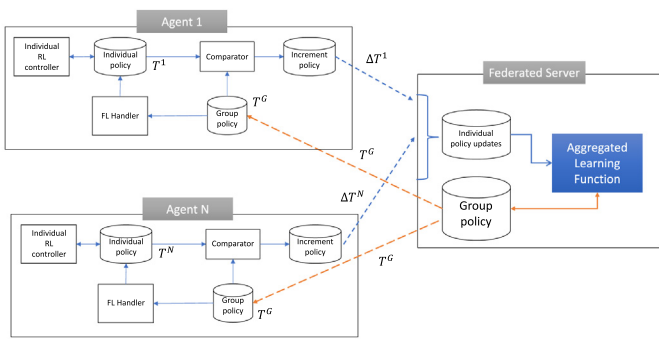 Agent 1
Individual
RL
controller
Individual
policy
T^1
Comparator
Increment
policy
ΔT^1
FL Handler
Group
policy
T^G
Federated Server
Individual
policy updates
Aggregated
Learning
Function
Group
policy
T^G
ΔT^N
T^G
Agent N
Individual
RL
controller
Individual
policy
T^N
Comparator
Increment
policy
FL Handler
Group
policy
T^G